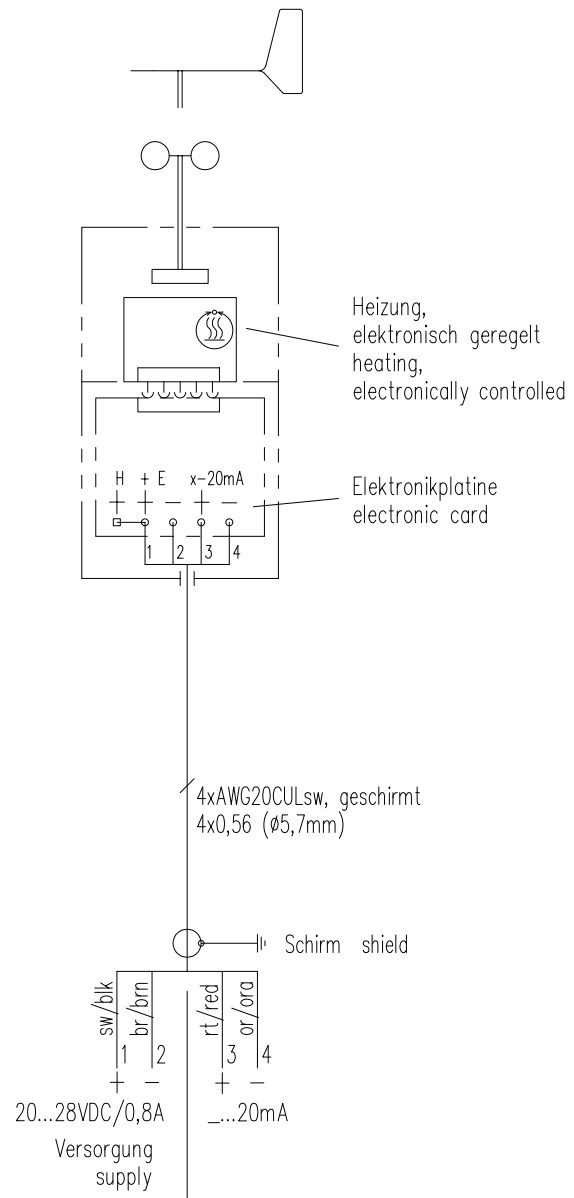 Heizung,
elektronisch geregelt
heating,
electronically controlled
H + E x-20mA
+ + − + −
Elektronikplatine
electronic card
1 2 3 4
4xAWG20CULsw, geschirmt
4x0,56 (ø5,7mm)
Schirm shield
sw/blk
br/brn
rt/red
or/ora
1 2 3 4
+ − + −
20...28VDC/0,8A _...20mA
Versorgung
supply